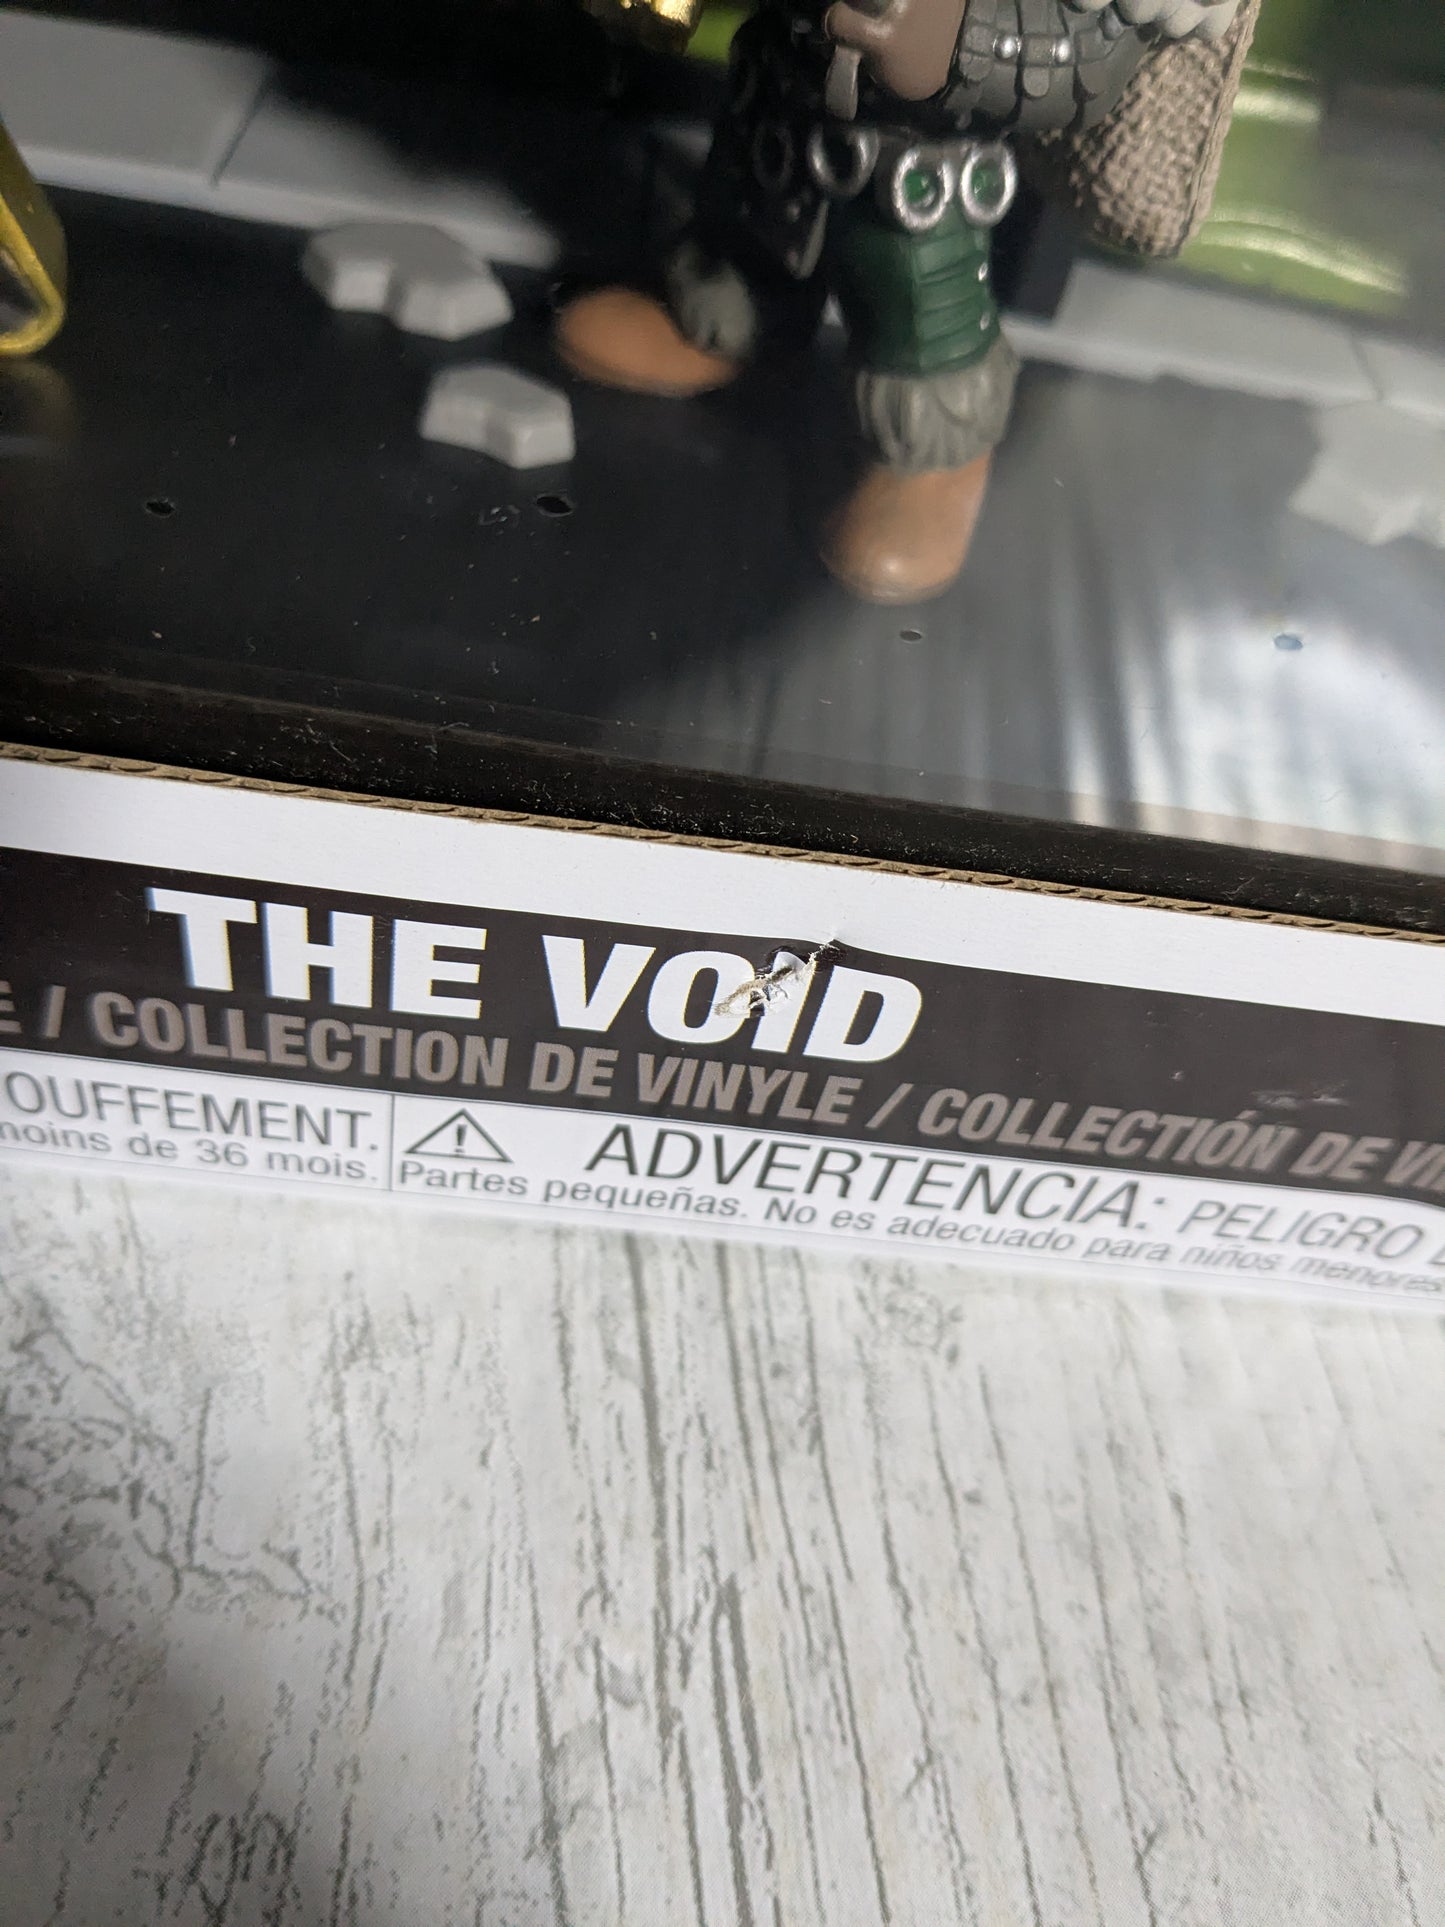 THE VOID
/ COLLECTION DE VINYLE / COLLECTIÓN DE
OUFFEMENT.
moins de 36 mois.
ADVERTENCIA: PELIGRO
Partes pequeñas. No es adecuado para niños menores